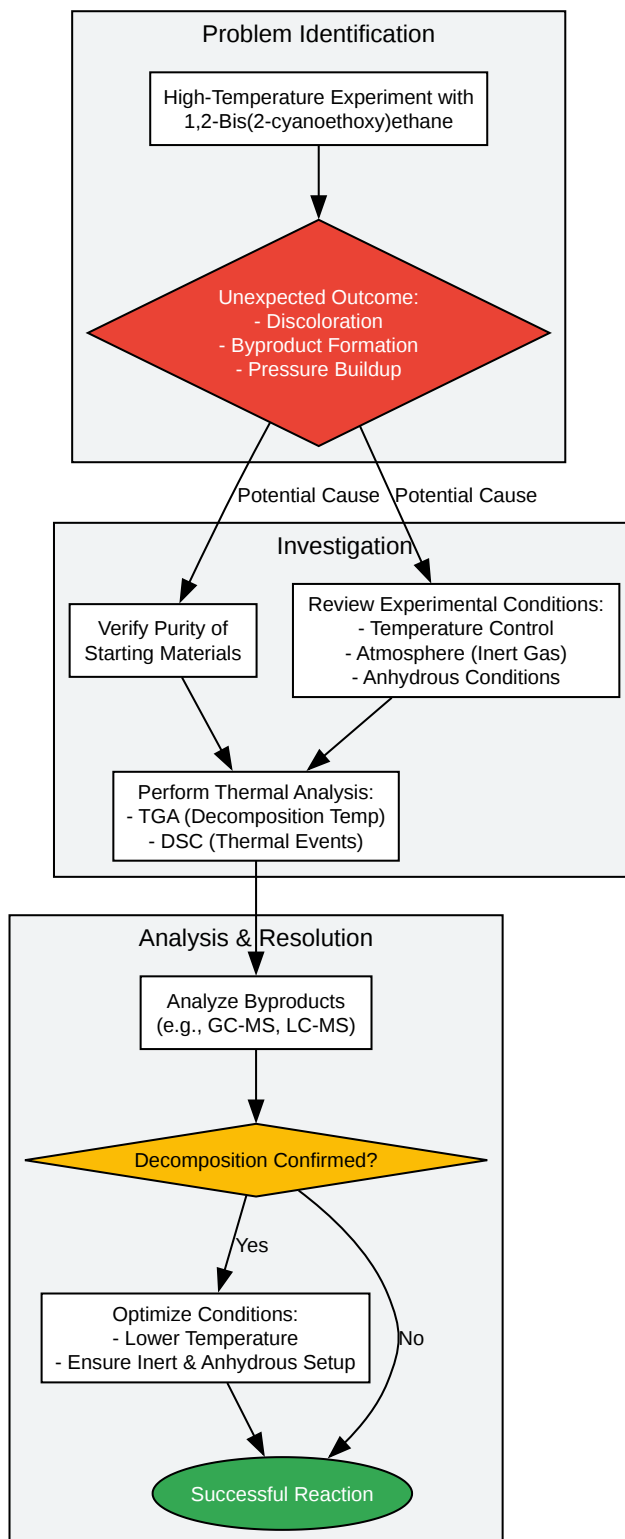 Problem Identification
High-Temperature Experiment with
1,2-Bis(2-cyanoethoxy)ethane
Unexpected Outcome:
- Discoloration
- Byproduct Formation
- Pressure Buildup
Potential Cause
Potential Cause
Investigation
Verify Purity of
Starting Materials
Review Experimental Conditions:
- Temperature Control
- Atmosphere (Inert Gas)
- Anhydrous Conditions
Perform Thermal Analysis:
- TGA (Decomposition Temp)
- DSC (Thermal Events)
Analysis & Resolution
Analyze Byproducts
(e.g., GC-MS, LC-MS)
Decomposition Confirmed?
Yes
Optimize Conditions:
- Lower Temperature
- Ensure Inert & Anhydrous Setup
No
Successful Reaction